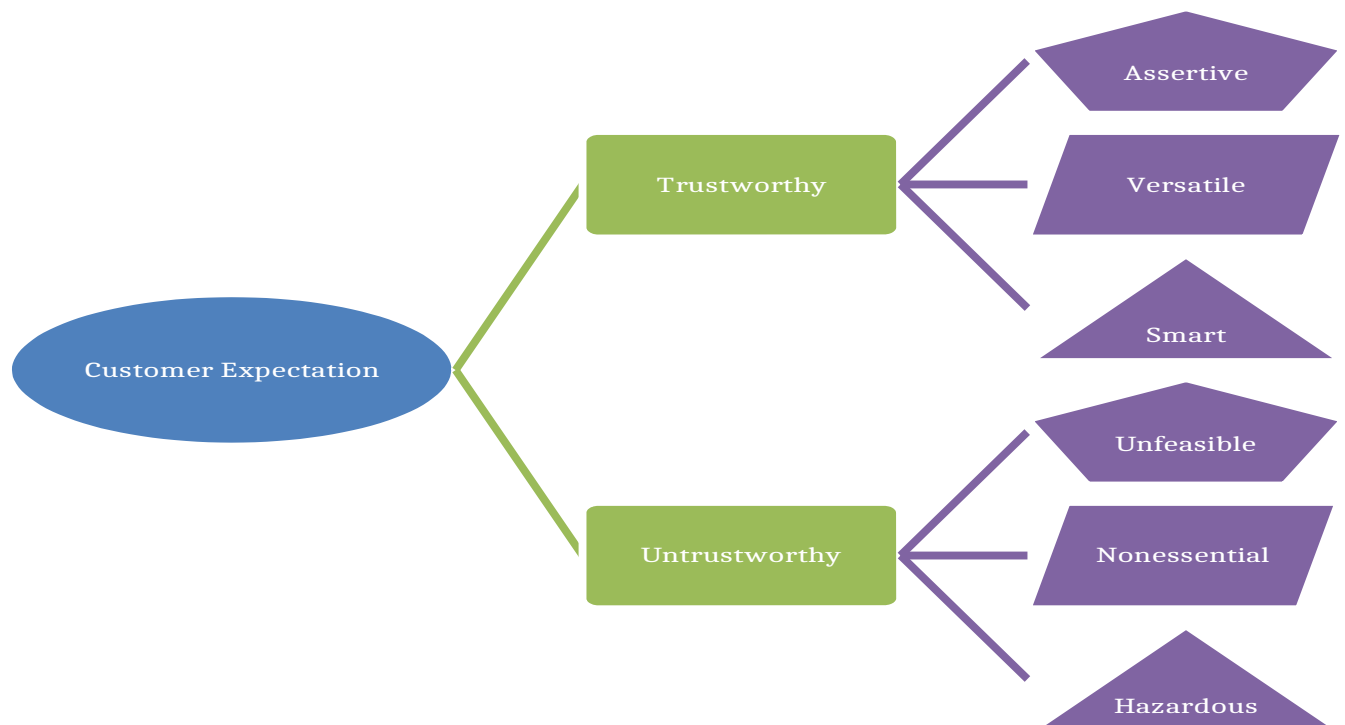 Customer Expectation
Trustworthy
Assertive
Versatile
Smart
Untrustworthy
Unfeasible
Nonessential
Hazardous